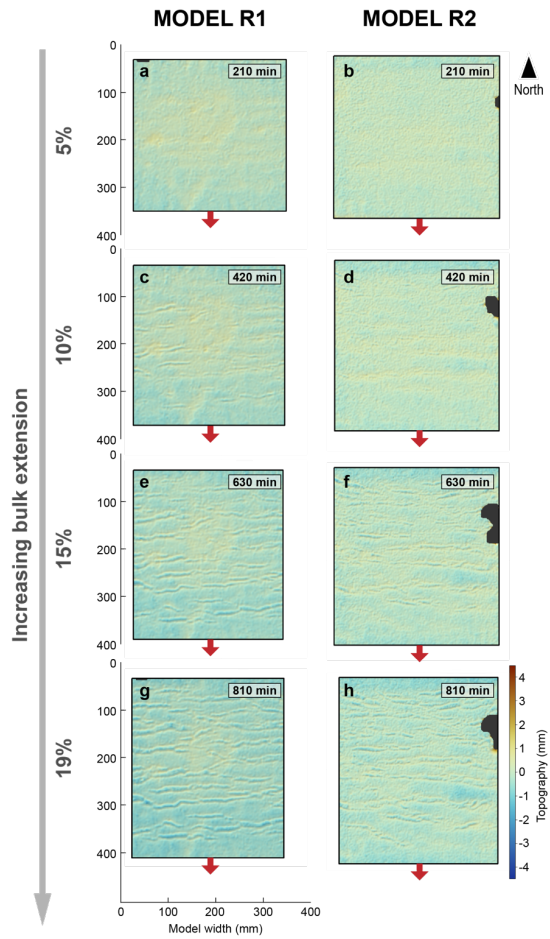 MODEL R1
MODEL R2
North
Increasing bulk extension
5%
0
100
200
300
400
a
210 min
b
210 min
10%
0
100
200
300
400
c
420 min
d
420 min
15%
0
100
200
300
400
e
630 min
f
630 min
19%
0
100
200
300
400
g
810 min
h
810 min
4
3
2
1
0
-1
-2
-3
-4
Topography (mm)
0
100
200
300
400
Model width (mm)